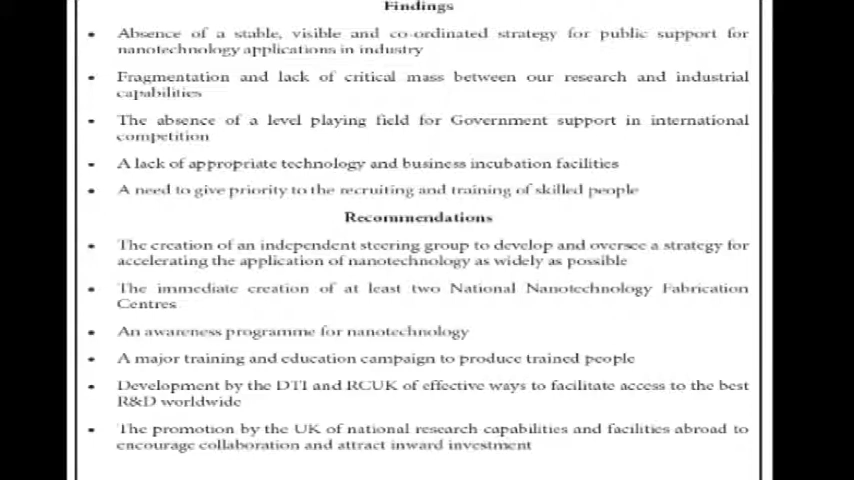 Findings
• Absence of a stable, visible and co-ordinated strategy for public support for
nanotechnology applications in industry
• Fragmentation and lack of critical mass between our research and industrial
capabilities
• The absence of a level playing field for Government support in international
competition
• A lack of appropriate technology and business incubation facilities
• A need to give priority to the recruiting and training of skilled people
Recommendations
• The creation of an independent steering group to develop and oversee a strategy for
accelerating the application of nanotechnology as widely as possible
• The immediate creation of at least two National Nanotechnology Fabrication
Centres
• An awareness programme for nanotechnology
• A major training and education campaign to produce trained people
• Development by the DTI and RCUK of effective ways to facilitate access to the best
R&D worldwide
• The promotion by the UK of national research capabilities and facilities abroad to
encourage collaboration and attract inward investment